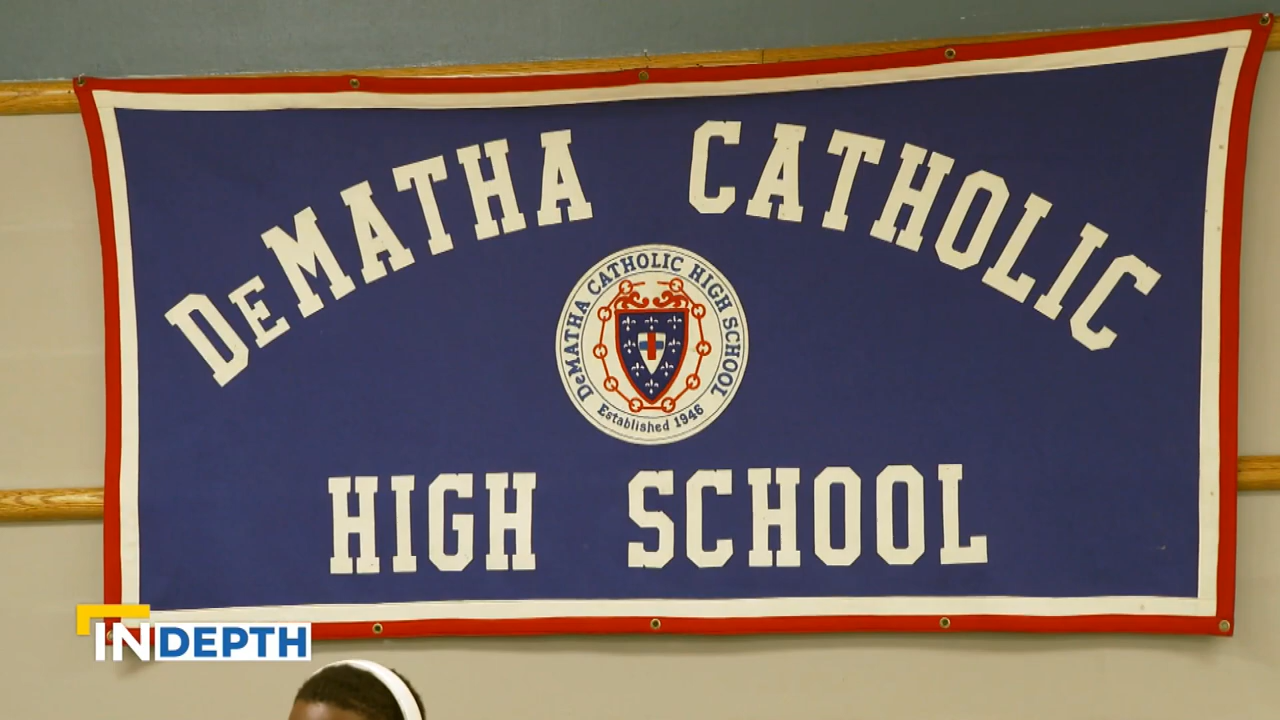 DeMATHA CATHOLIC
DeMATHA CATHOLIC HIGH SCHOOL
Established 1946
HIGH SCHOOL
INDEPTH